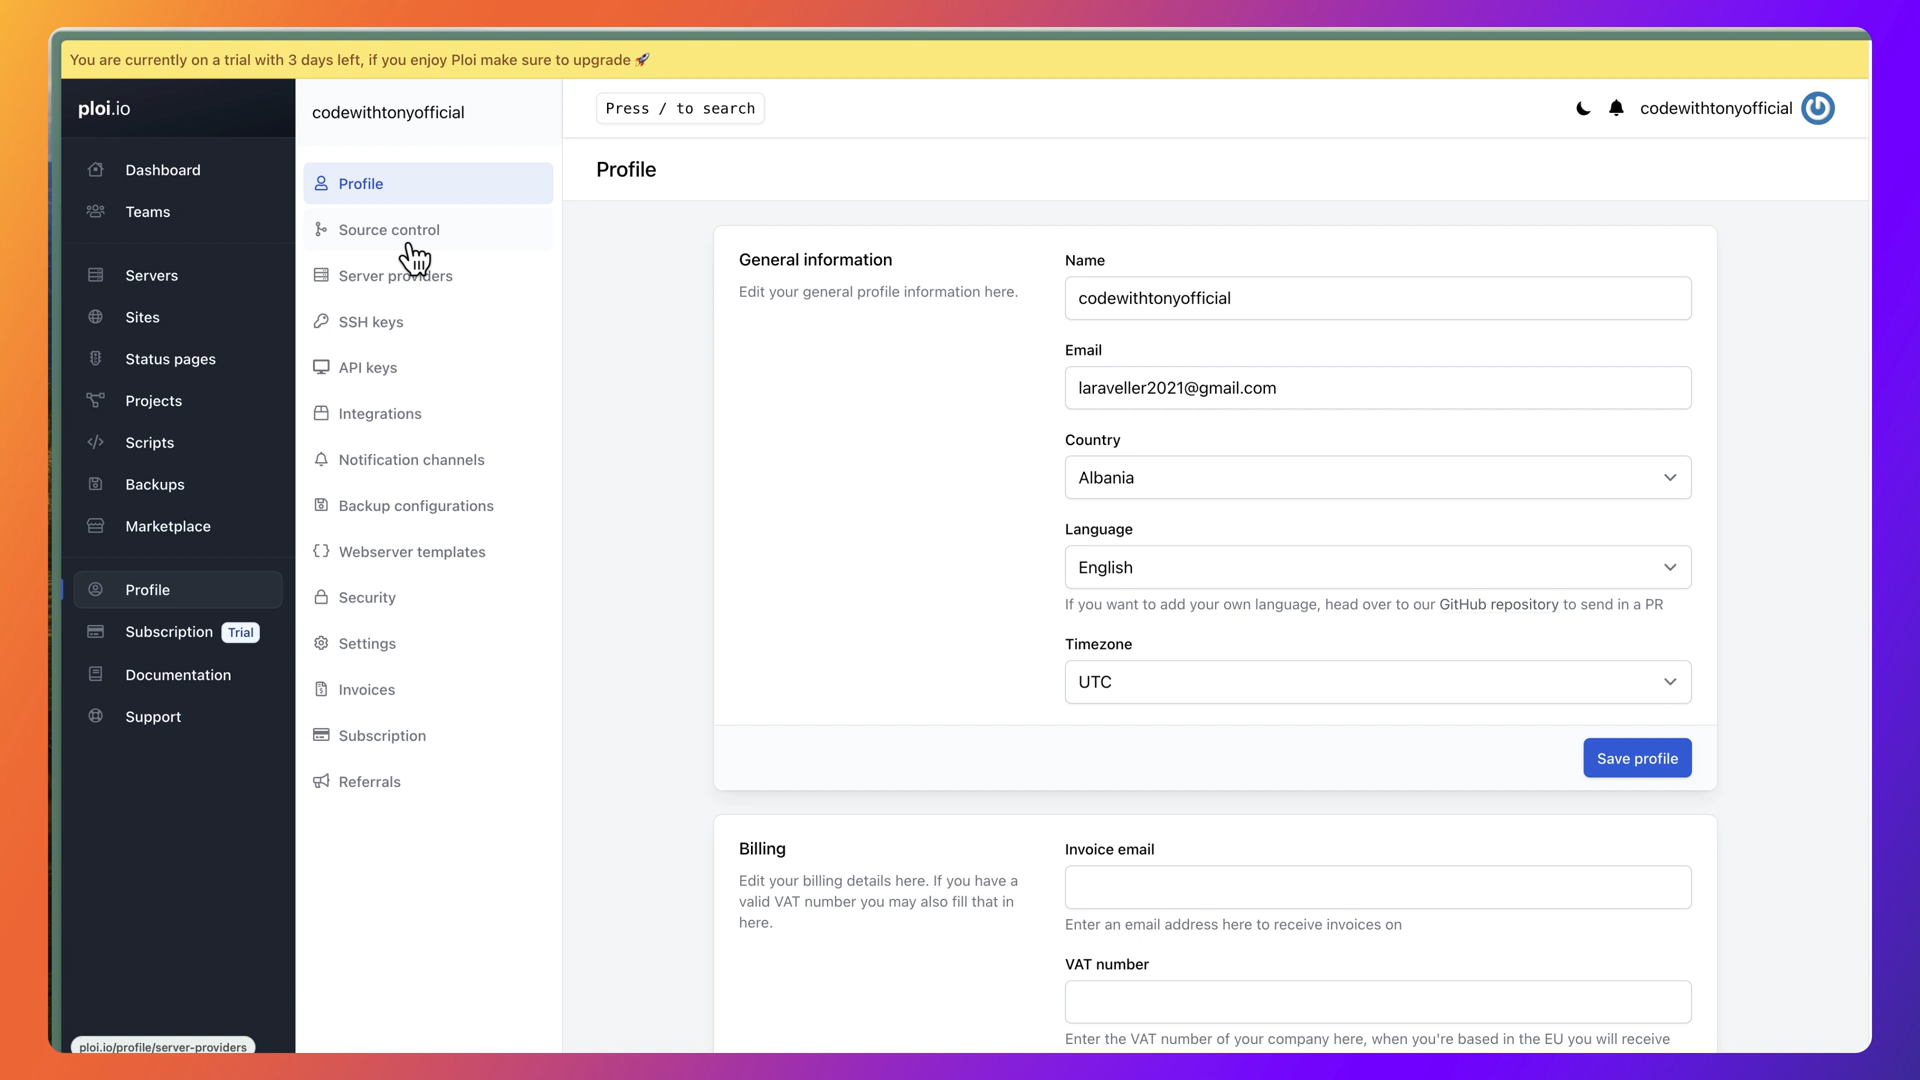 You are currently on a trial with 3 days left, if you enjoy Ploi make sure to upgrade 🚀
ploi.io
Dashboard
Teams
Servers
Sites
Status pages
Projects
Scripts
Backups
Marketplace
Profile
Subscription Trial
Documentation
Support
ploi.io/profile/server-providers
codewithtonyofficial
Profile
Source control
Server providers
SSH keys
API keys
Integrations
Notification channels
Backup configurations
Webserver templates
Security
Settings
Invoices
Subscription
Referrals
Press / to search
codewithtonyofficial
Profile
General information
Edit your general profile information here.
Name
codewithtonyofficial
Email
laraveller2021@gmail.com
Country
Albania
Language
English
If you want to add your own language, head over to our GitHub repository to send in a PR
Timezone
UTC
Save profile
Billing
Edit your billing details here. If you have a
valid VAT number you may also fill that in
here.
Invoice email
Enter an email address here to receive invoices on
VAT number
Enter the VAT number of your company here, when you're based in the EU you will receive